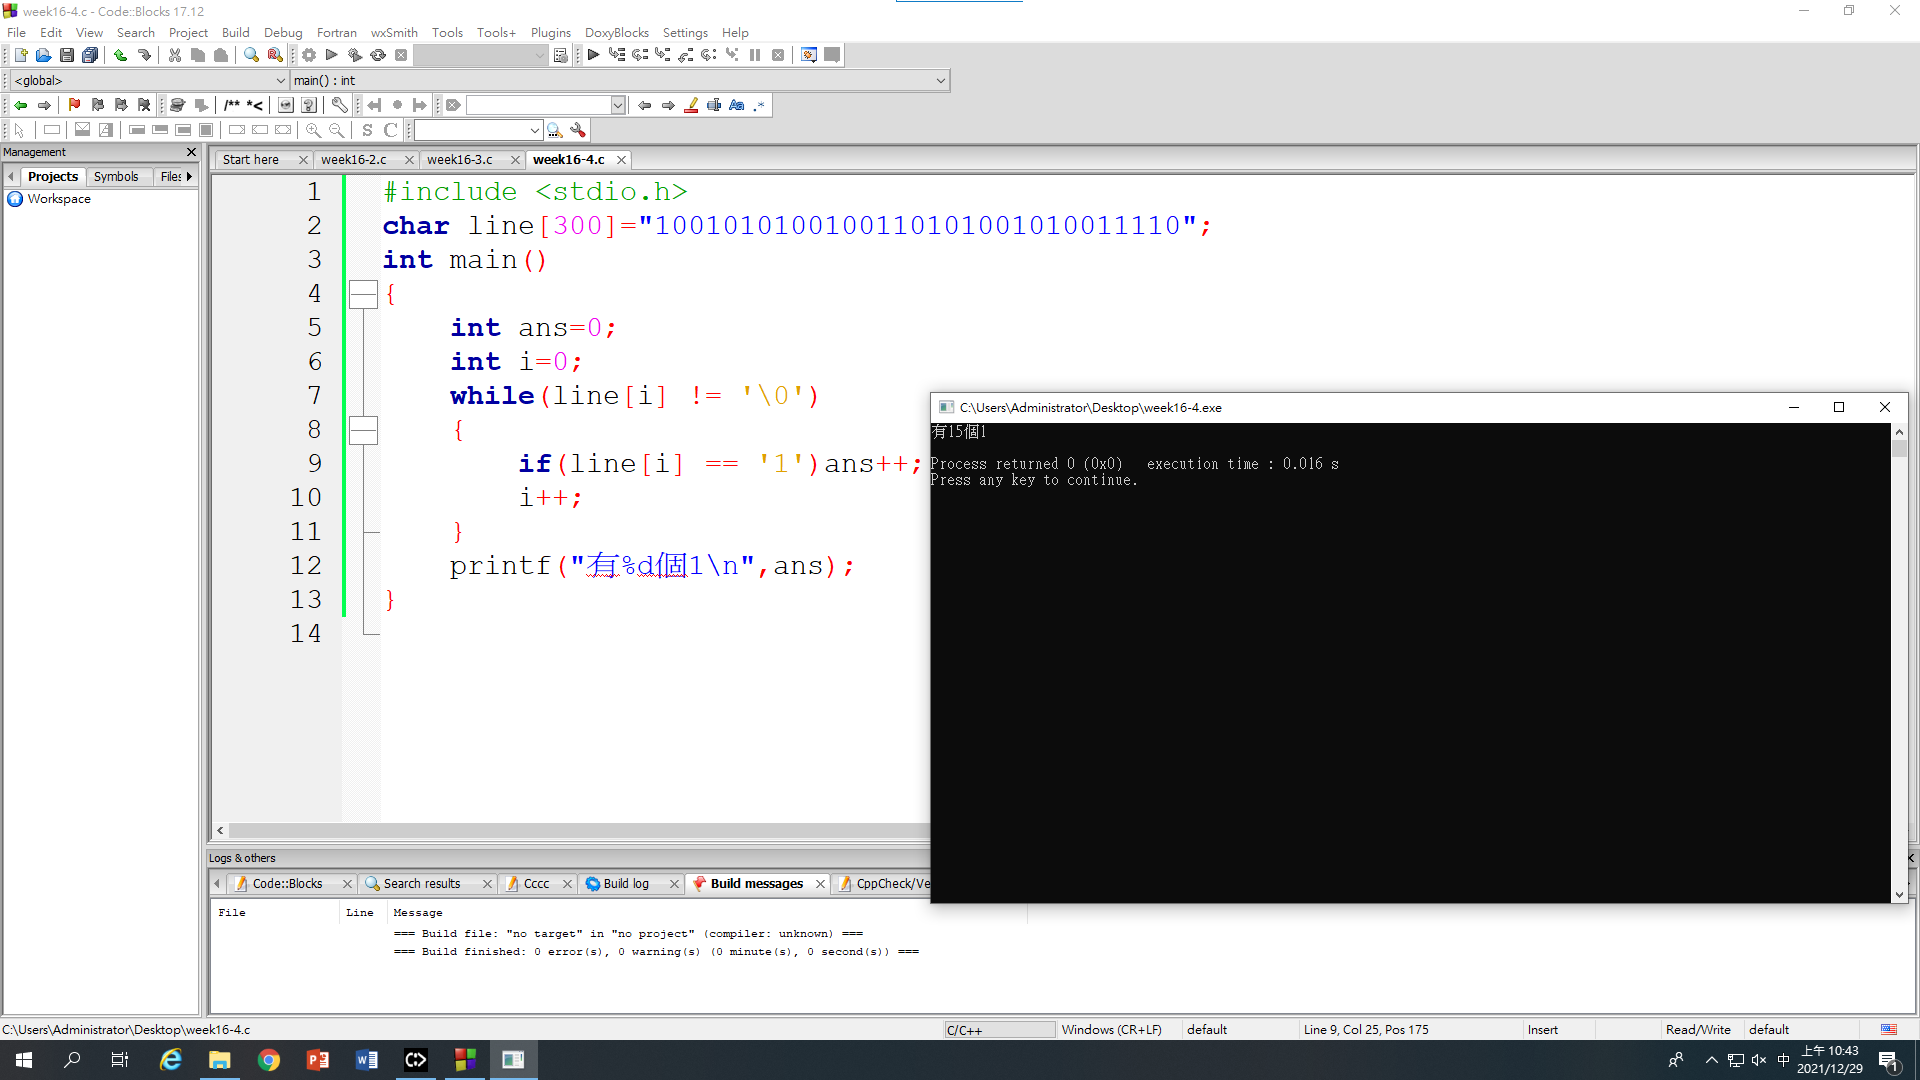 week16-4.c - Code::Blocks 17.12
File Edit View Search Project Build Debug Fortran wxSmith Tools Tools+ Plugins DoxyBlocks Settings Help
<global> main() : int
/** *<
Aa .*
S C
Management
Projects Symbols Files
Workspace
Start here week16-2.c week16-3.c week16-4.c
1 #include <stdio.h>
2 char line[300]="1001010100100110101001010011110";
3 int main()
4 {
5 int ans=0;
6 int i=0;
7 while(line[i] != '\0')
8 {
9 if(line[i] == '1')ans++;
10 i++;
11 }
12 printf("有%d個1\n",ans);
13 }
14
C:\Users\Administrator\Desktop\week16-4.exe
有15個1
Process returned 0 (0x0) execution time : 0.016 s
Press any key to continue.
Logs & others
Code::Blocks Search results Cccc Build log Build messages CppCheck/Ve
File Line Message
=== Build file: "no target" in "no project" (compiler: unknown) ===
=== Build finished: 0 error(s), 0 warning(s) (0 minute(s), 0 second(s)) ===
C:\Users\Administrator\Desktop\week16-4.c C/C++ Windows (CR+LF) default Line 9, Col 25, Pos 175 Insert Read/Write default
中 上午 10:43
2021/12/29
1